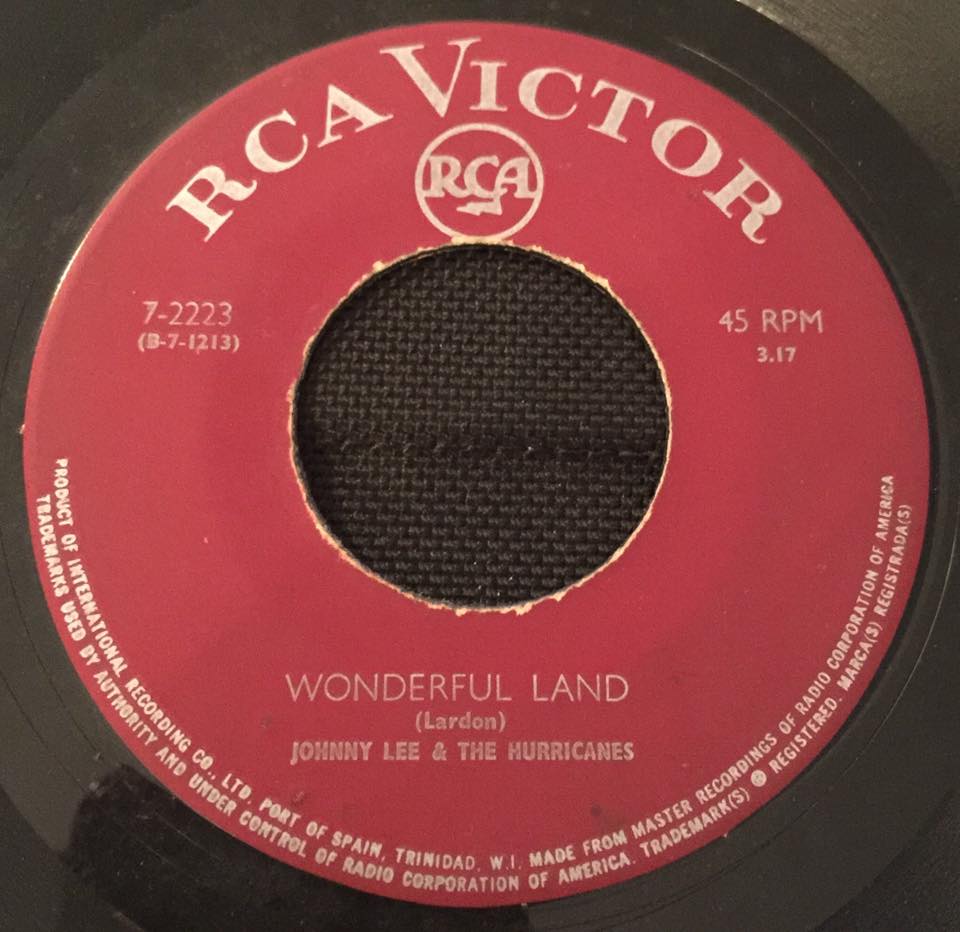 RCA VICTOR
RCA
7-2223
(B-7-1213)
45 RPM
3.17
WONDERFUL LAND
(Lardon)
JOHNNY LEE & THE HURRICANES
PRODUCT OF INTERNATIONAL RECORDING CO., LTD. PORT OF SPAIN, TRINIDAD, W.I. MADE FROM MASTER RECORDINGS OF RADIO CORPORATION OF AMERICA
TRADEMARKS USED BY AUTHORITY AND UNDER CONTROL OF RADIO CORPORATION OF AMERICA. TRADEMARK(S) ® REGISTERED. MARCA(S) REGISTRADA(S)